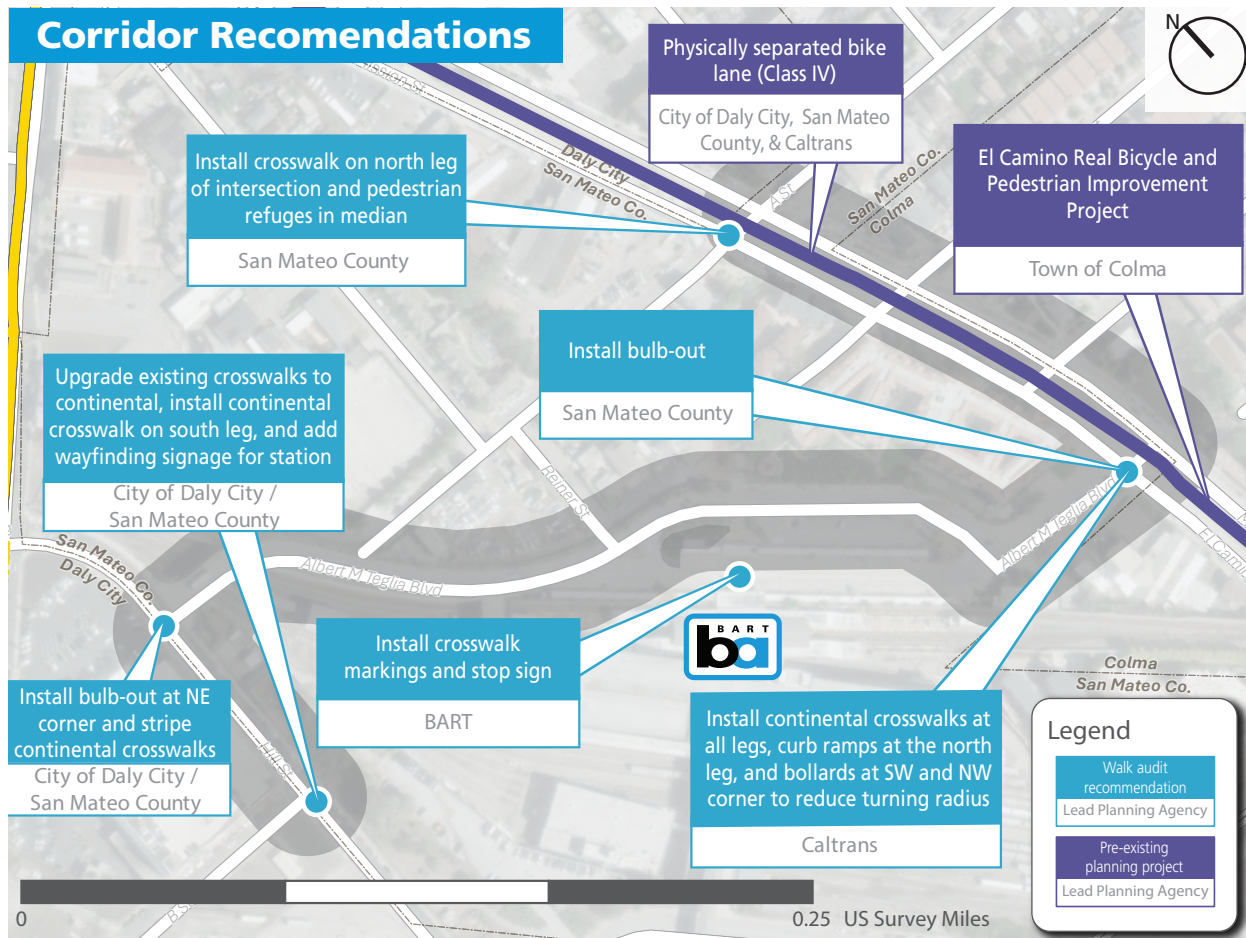 Corridor Recomendations
N
Mission St
Physically separated bike
lane (Class IV)
City of Daly City, San Mateo
County, & Caltrans
Install crosswalk on north leg
of intersection and pedestrian
refuges in median
San Mateo County
Daly City
San Mateo Co.
A St
San Mateo Co.
Colma
El Camino Real Bicycle and
Pedestrian Improvement
Project
Town of Colma
Install bulb-out
San Mateo County
Upgrade existing crosswalks to
continental, install continental
crosswalk on south leg, and add
wayfinding signage for station
City of Daly City /
San Mateo County
Reiner St
Albert M Teglia Blvd
San Mateo Co.
Daly City
Albert M Teglia Blvd
El Cami
Install crosswalk
markings and stop sign
BART
BART
ba
Colma
San Mateo Co.
Install bulb-out at NE
corner and stripe
continental crosswalks
City of Daly City /
San Mateo County
Hill St
Install continental crosswalks at
all legs, curb ramps at the north
leg, and bollards at SW and NW
corner to reduce turning radius
Caltrans
Legend
Walk audit
recommendation
Lead Planning Agency
Pre-existing
planning project
Lead Planning Agency
B St
0
0.25 US Survey Miles